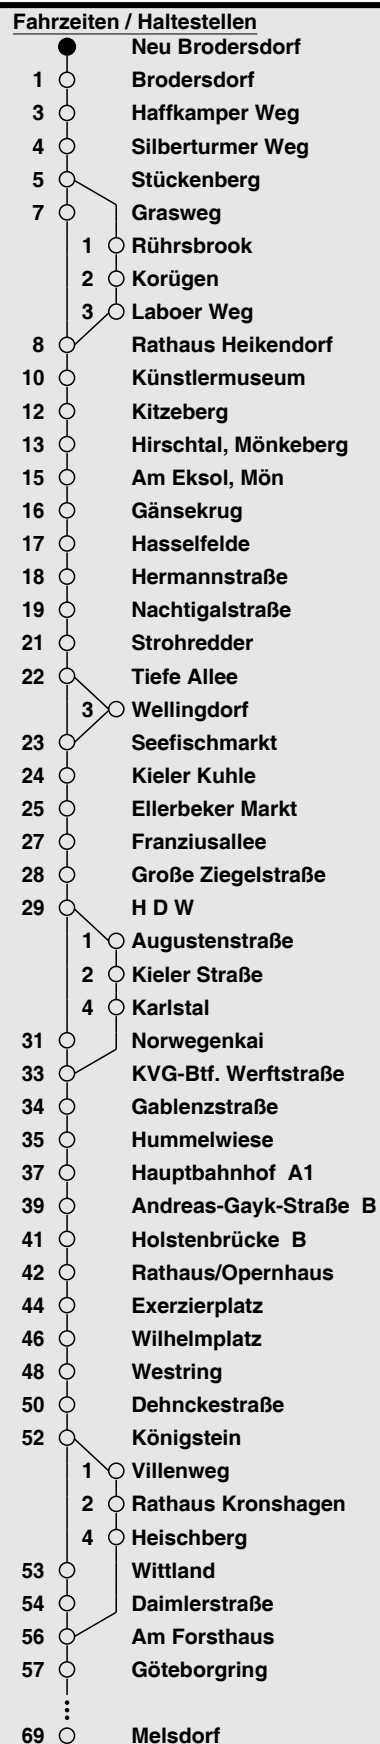 Fahrzeiten / Haltestellen
Neu Brodersdorf
1 Brodersdorf
3 Haffkamper Weg
4 Silberturmer Weg
5 Stückenberg
7 Grasweg
1 Rührsbrook
2 Korügen
3 Laboer Weg
8 Rathaus Heikendorf
10 Künstlermuseum
12 Kitzeberg
13 Hirschtal, Mönkeberg
15 Am Eksol, Mön
16 Gänsekrug
17 Hasselfelde
18 Hermannstraße
19 Nachtigalstraße
21 Strohredder
22 Tiefe Allee
3 Wellingdorf
23 Seefischmarkt
24 Kieler Kuhle
25 Ellerbeker Markt
27 Franziusallee
28 Große Ziegelstraße
29 H D W
1 Augustenstraße
2 Kieler Straße
4 Karlstal
31 Norwegenkai
33 KVG-Btf. Werftstraße
34 Gablenzstraße
35 Hummelwiese
37 Hauptbahnhof A1
39 Andreas-Gayk-Straße B
41 Holstenbrücke B
42 Rathaus/Opernhaus
44 Exerzierplatz
46 Wilhelmplatz
48 Westring
50 Dehnckestraße
52 Königstein
1 Villenweg
2 Rathaus Kronshagen
4 Heischberg
53 Wittland
54 Daimlerstraße
56 Am Forsthaus
57 Göteborgring
69 Melsdorf